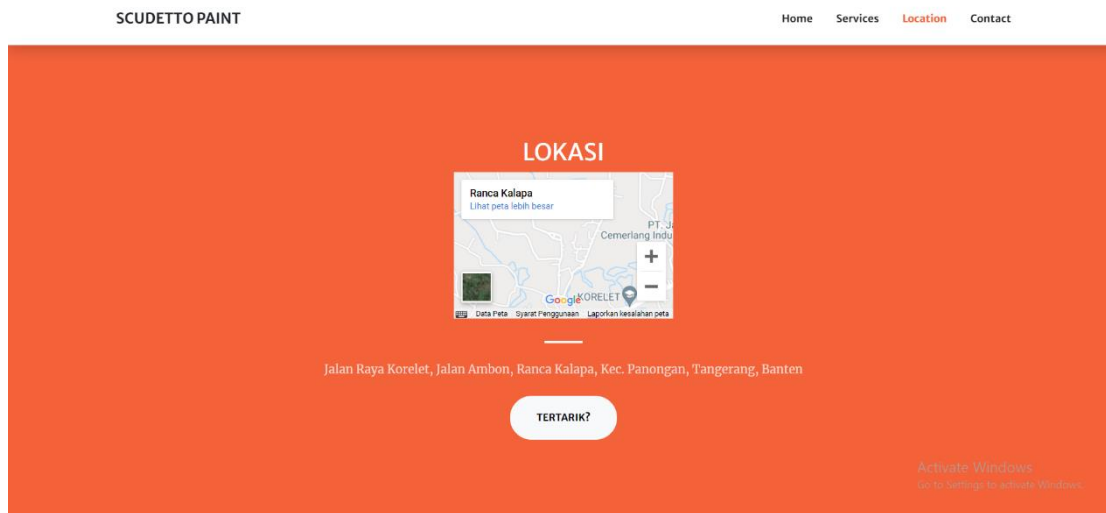 SCUDETTO PAINT
Home Services Location Contact
LOKASI
Ranca Kalapa
Lihat peta lebih besar
PT. J
Cemerlang Indu
+
−
Google
KORELET
Data Peta Syarat Penggunaan Laporkan kesalahan peta
Jalan Raya Korelet, Jalan Ambon, Ranca Kalapa, Kec. Panongan, Tangerang, Banten
TERTARIK?
Activate Windows
Go to Settings to activate Windows.